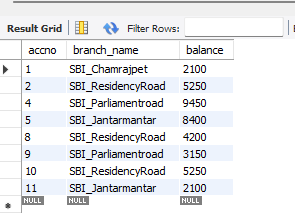 Result Grid Filter Rows:
accno branch_name balance
1 SBI_Chamrajpet 2100
2 SBI_ResidencyRoad 5250
4 SBI_Parliamentroad 9450
5 SBI_Jantarmantar 8400
8 SBI_ResidencyRoad 4200
9 SBI_Parliamentroad 3150
10 SBI_ResidencyRoad 5250
11 SBI_Jantarmantar 2100
NULL NULL NULL